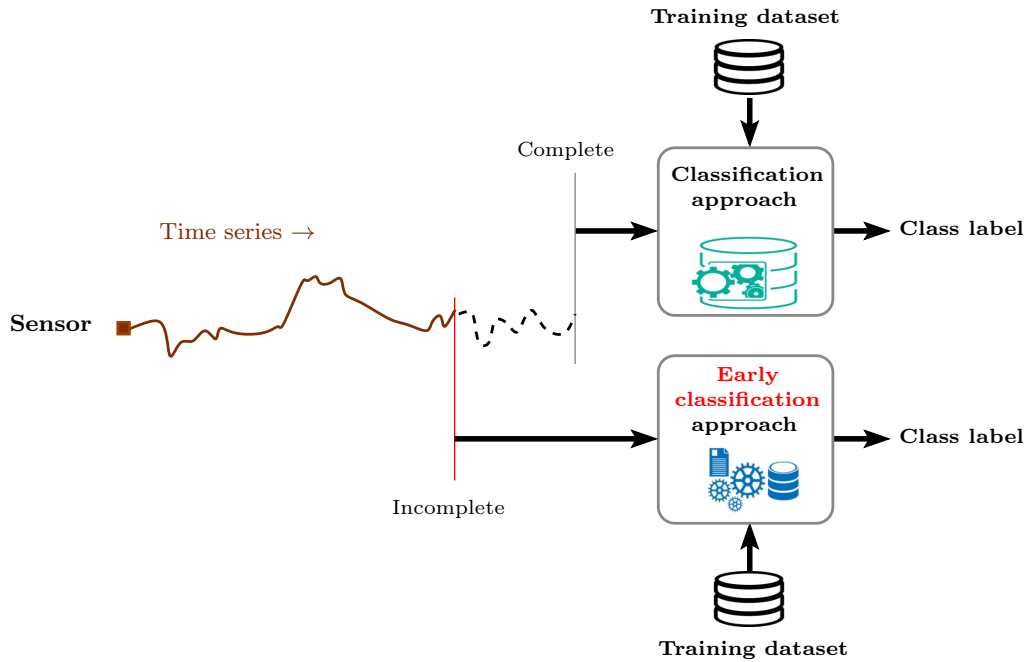 Training dataset
Complete
Classification
approach
Time series →
Class label
Sensor
Early
classification
approach
Class label
Incomplete
Training dataset